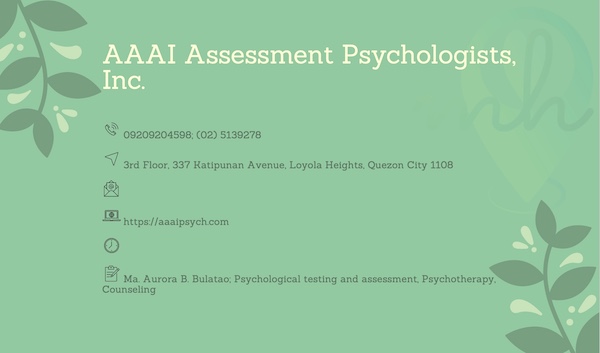 AAAI Assessment Psychologists,
Inc.
09209204598; (02) 5139278
3rd Floor, 337 Katipunan Avenue, Loyola Heights, Quezon City 1108
https://aaaipsych.com
Ma. Aurora B. Bulatao; Psychological testing and assessment, Psychotherapy,
Counseling